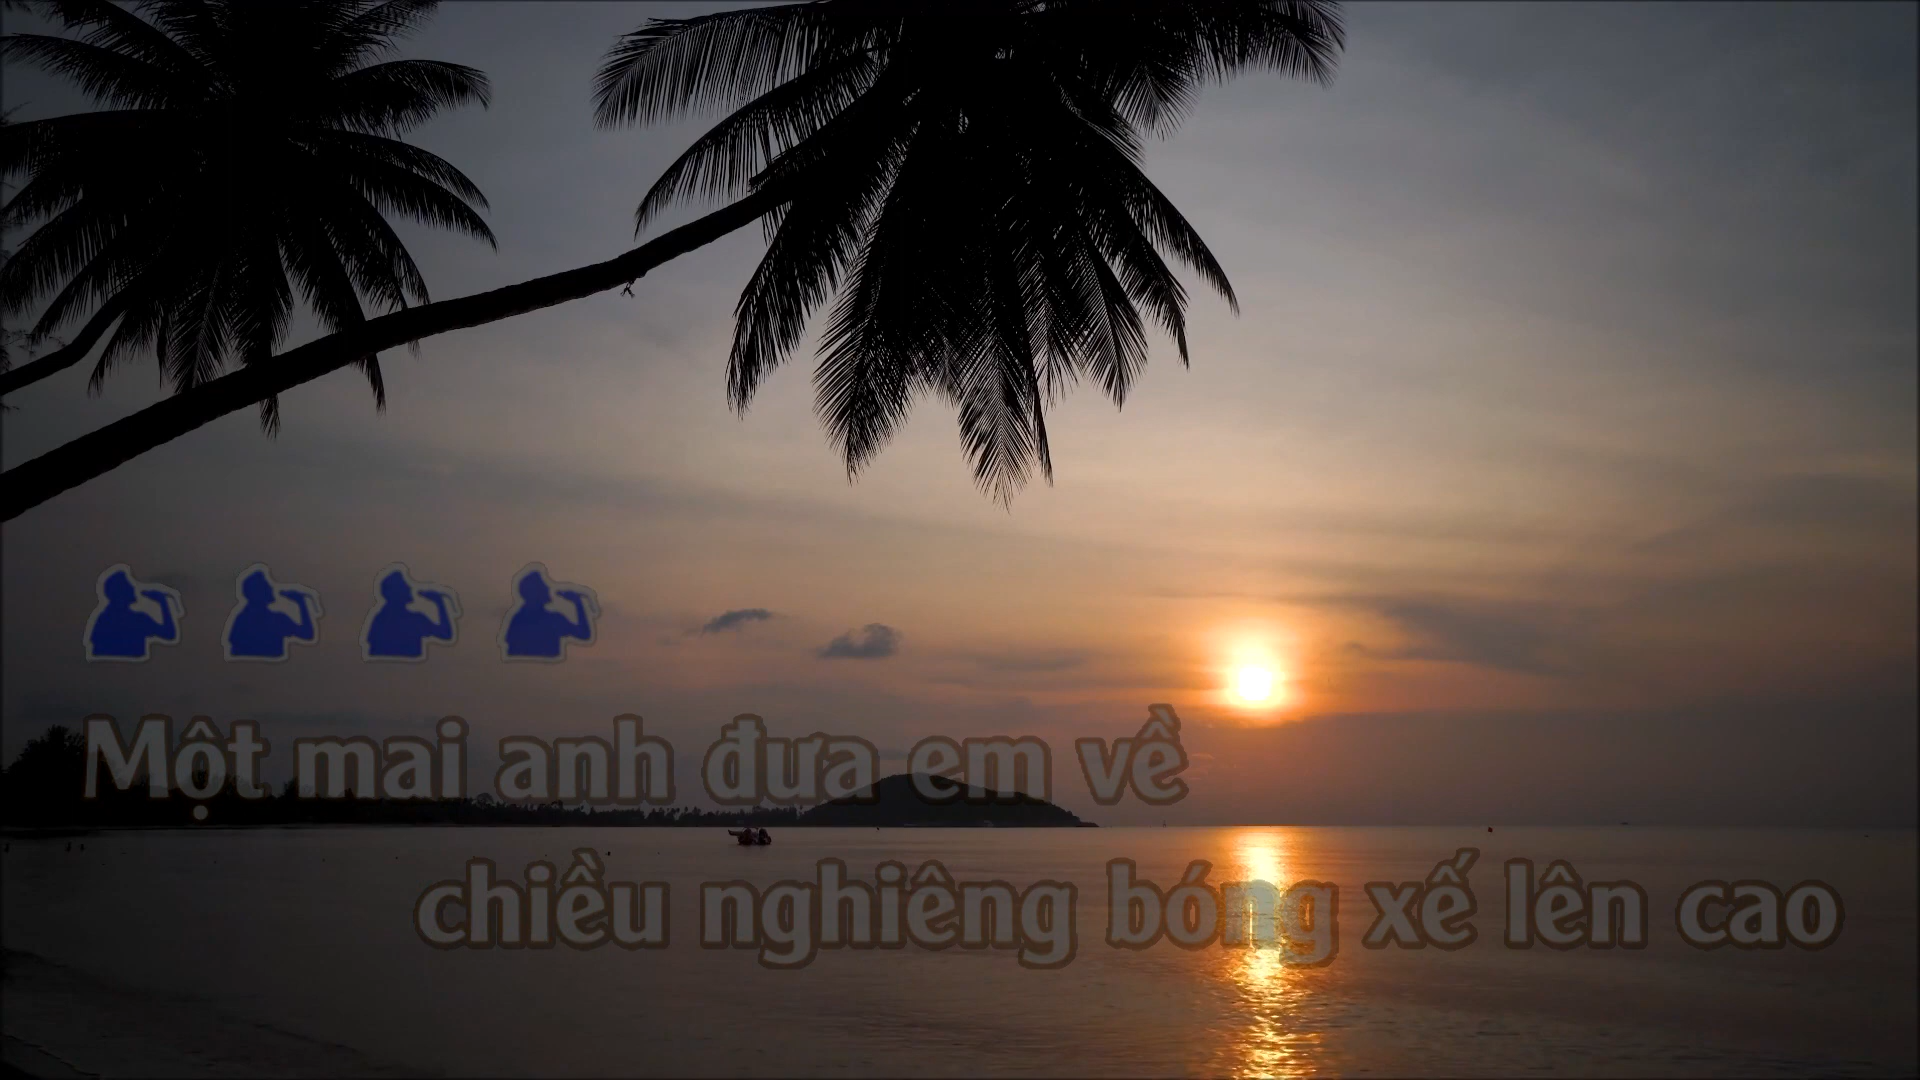 Một mai anh đưa em về
chiều nghiêng bóng xế lên cao